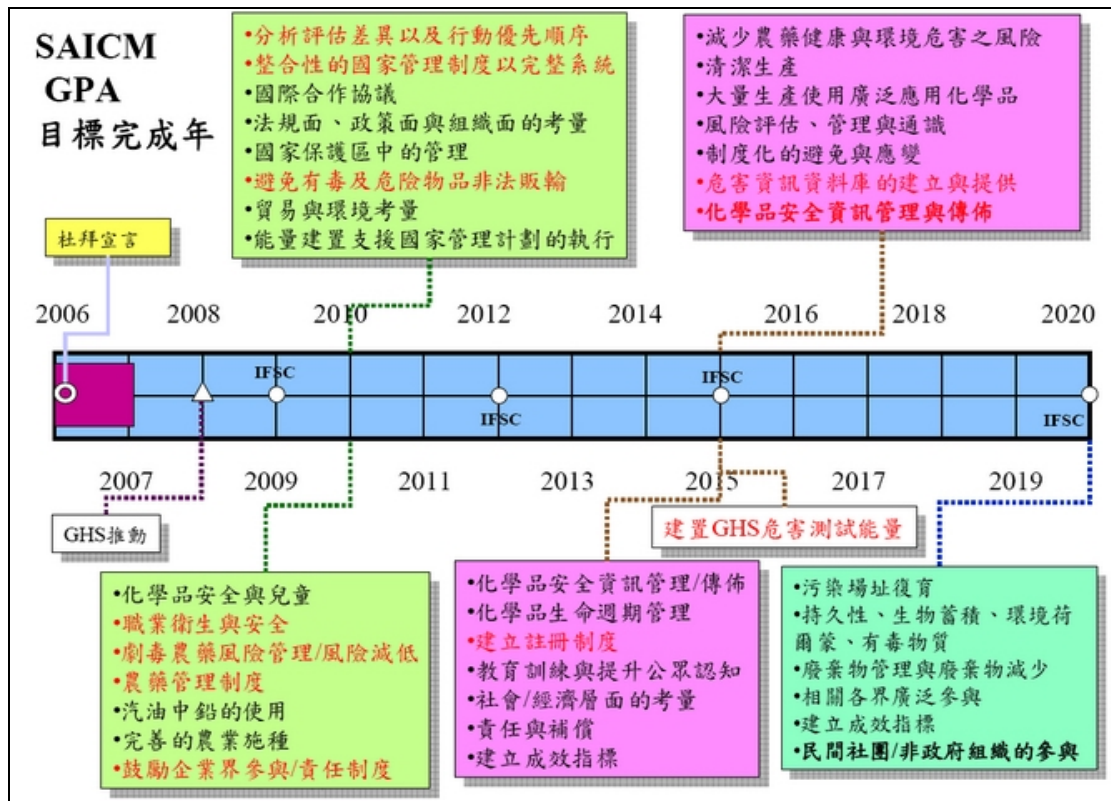 SAICM
GPA
目標完成年
•分析評估差異以及行動優先順序
•整合性的國家管理制度以完整系統
•國際合作協議
•法規面、政策面與組織面的考量
•國家保護區中的管理
•避免有毒及危險物品非法販輸
•貿易與環境考量
•能量建置支援國家管理計劃的執行
•減少農藥健康與環境危害之風險
•清潔生產
•大量生產使用廣泛應用化學品
•風險評估、管理與通識
•制度化的避免與應變
•危害資訊資料庫的建立與提供
•化學品安全資訊管理與傳佈
杜拜宣言
2006 2008 2010 2012 2014 2016 2018 2020
IFSC IFSC
IFSC IFSC
2007 2009 2011 2013 2015 2017 2019
GHS推動
建置GHS危害測試能量
•化學品安全與兒童
•職業衛生與安全
•劇毒農藥風險管理/風險減低
•農藥管理制度
•汽油中鉛的使用
•完善的農業施種
•鼓勵企業界參與/責任制度
•化學品安全資訊管理/傳佈
•化學品生命週期管理
•建立註冊制度
•教育訓練與提升公眾認知
•社會/經濟層面的考量
•責任與補償
•建立成效指標
•污染場址復育
•持久性、生物蓄積、環境荷
爾蒙、有毒物質
•廢棄物管理與廢棄物減少
•相關各界廣泛參與
•建立成效指標
•民間社團/非政府組織的參與